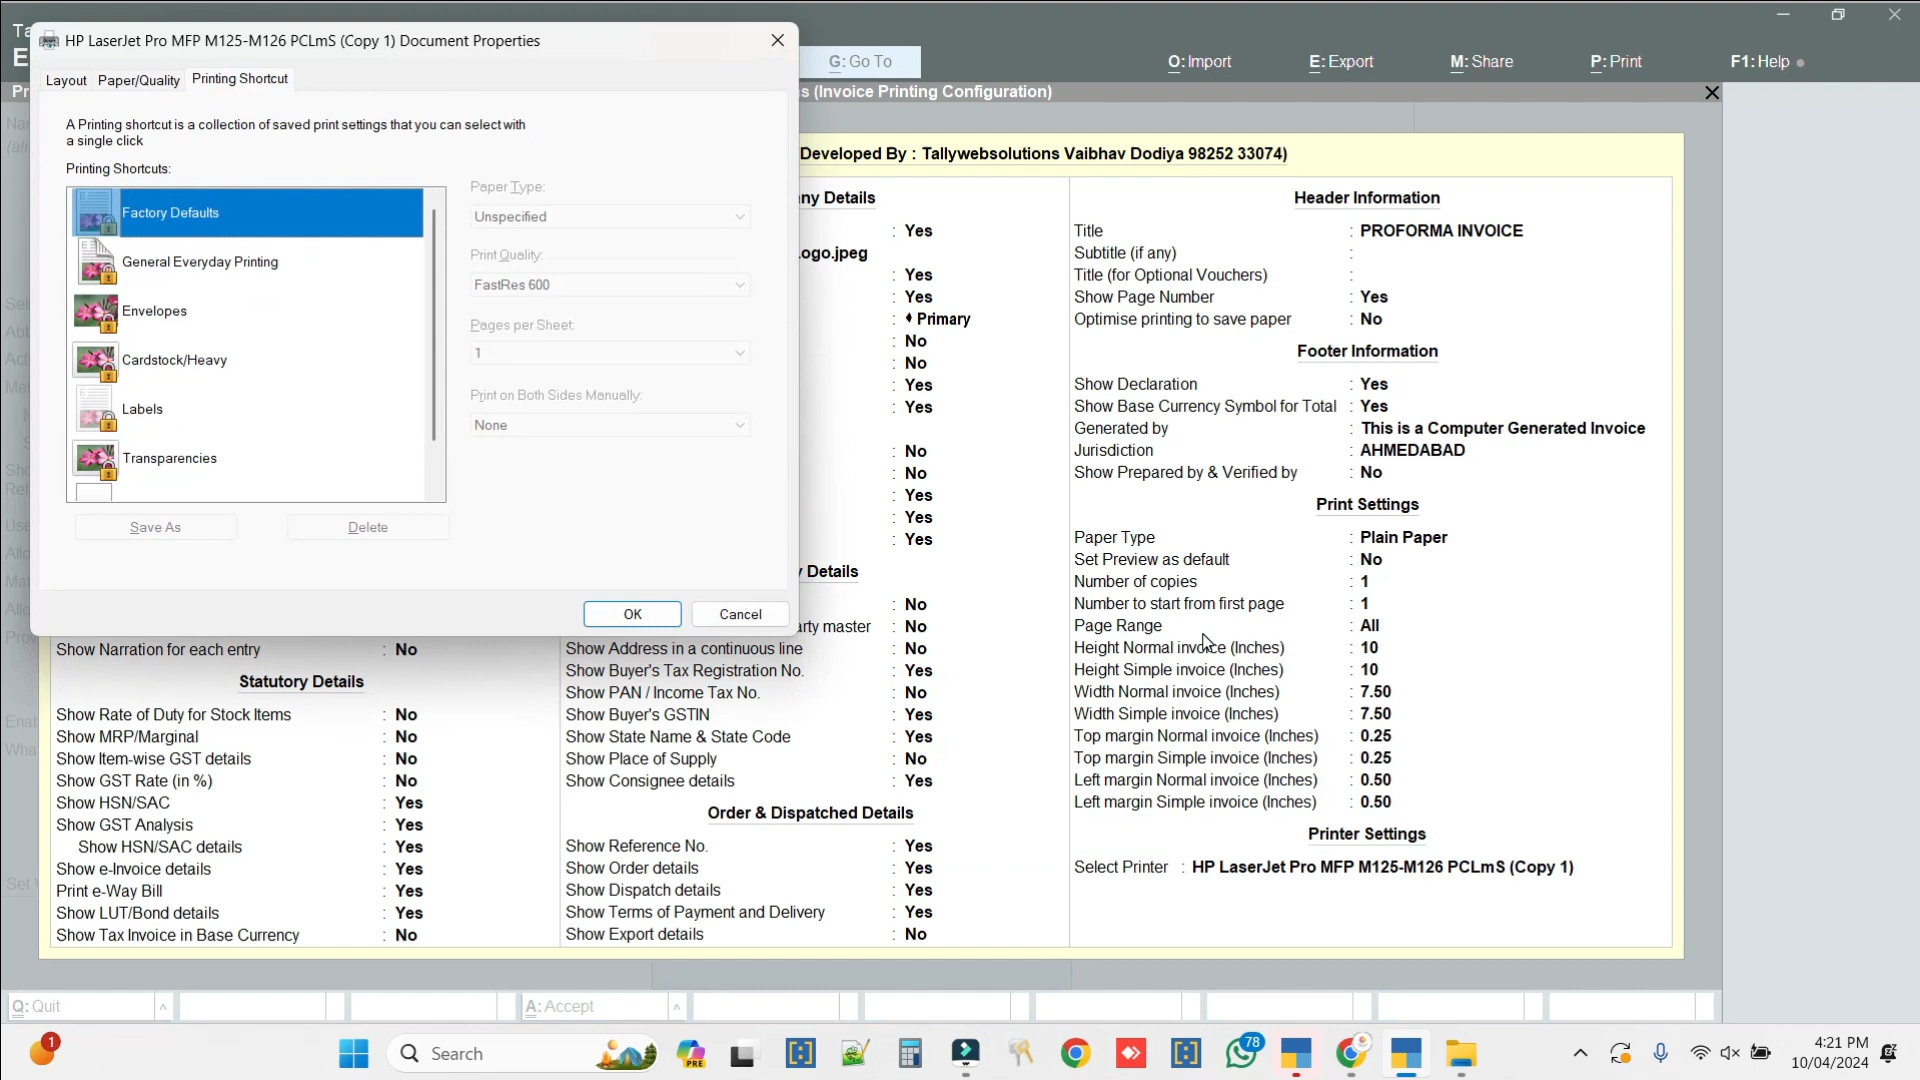 HP LaserJet Pro MFP M125-M126 PCLmS (Copy 1) Document Properties
Layout
Paper/Quality
Printing Shortcut
A Printing shortcut is a collection of saved print settings that you can select with
a single click
Printing Shortcuts:
Factory Defaults
General Everyday Printing
Envelopes
Cardstock/Heavy
Labels
Transparencies
Save As
Delete
Paper Type:
Unspecified
Print Quality:
FastRes 600
Pages per Sheet:
1
Print on Both Sides Manually:
None
OK
Cancel
G: Go To
O: Import
E: Export
M: Share
P: Print
F1: Help
s (Invoice Printing Configuration)
Developed By : Tallywebsolutions Vaibhav Dodiya 98252 33074)
Show Narration for each entry : No
Statutory Details
Show Rate of Duty for Stock Items : No
Show MRP/Marginal : No
Show Item-wise GST details : No
Show GST Rate (in %) : No
Show HSN/SAC : Yes
Show GST Analysis : Yes
Show HSN/SAC details : Yes
Show e-Invoice details : Yes
Print e-Way Bill : Yes
Show LUT/Bond details : Yes
Show Tax Invoice in Base Currency : No
ny Details
: Yes
ogo.jpeg
: Yes
: Yes
: ♦ Primary
: No
: No
: Yes
: Yes
: No
: No
: Yes
: Yes
: Yes
y Details
: No
arty master : No
Show Address in a continuous line : No
Show Buyer's Tax Registration No. : Yes
Show PAN / Income Tax No. : No
Show Buyer's GSTIN : Yes
Show State Name & State Code : Yes
Show Place of Supply : No
Show Consignee details : Yes
Order & Dispatched Details
Show Reference No. : Yes
Show Order details : Yes
Show Dispatch details : Yes
Show Terms of Payment and Delivery : Yes
Show Export details : No
Header Information
Title : PROFORMA INVOICE
Subtitle (if any) :
Title (for Optional Vouchers) :
Show Page Number : Yes
Optimise printing to save paper : No
Footer Information
Show Declaration : Yes
Show Base Currency Symbol for Total : Yes
Generated by : This is a Computer Generated Invoice
Jurisdiction : AHMEDABAD
Show Prepared by & Verified by : No
Print Settings
Paper Type : Plain Paper
Set Preview as default : No
Number of copies : 1
Number to start from first page : 1
Page Range : All
Height Normal invoice (Inches) : 10
Height Simple invoice (Inches) : 10
Width Normal invoice (Inches) : 7.50
Width Simple invoice (Inches) : 7.50
Top margin Normal invoice (Inches) : 0.25
Top margin Simple invoice (Inches) : 0.25
Left margin Normal invoice (Inches) : 0.50
Left margin Simple invoice (Inches) : 0.50
Printer Settings
Select Printer : HP LaserJet Pro MFP M125-M126 PCLmS (Copy 1)
Q: Quit
A: Accept
1
Search
PRE
78
4:21 PM
10/04/2024